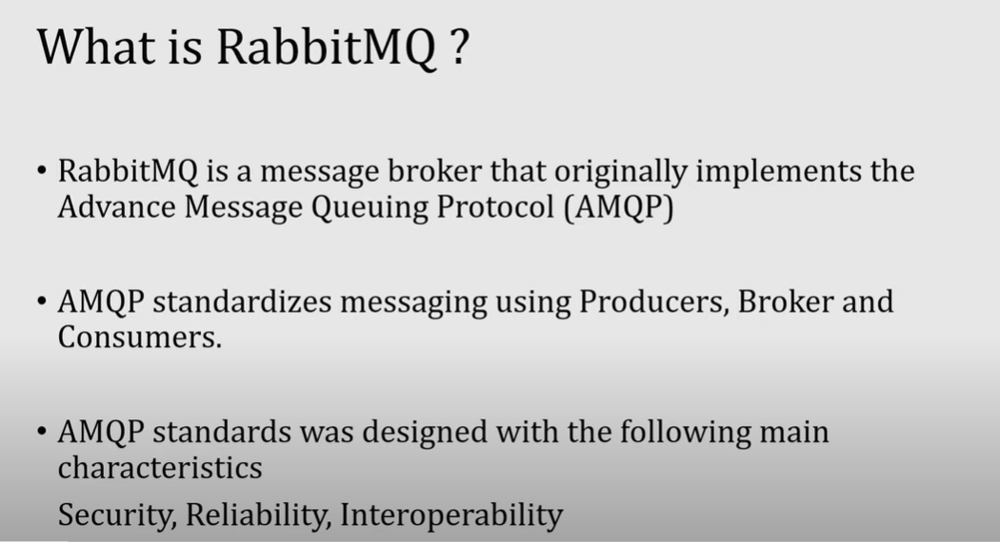 What is RabbitMQ ?
• RabbitMQ is a message broker that originally implements the
Advance Message Queuing Protocol (AMQP)
• AMQP standardizes messaging using Producers, Broker and
Consumers.
• AMQP standards was designed with the following main
characteristics
Security, Reliability, Interoperability